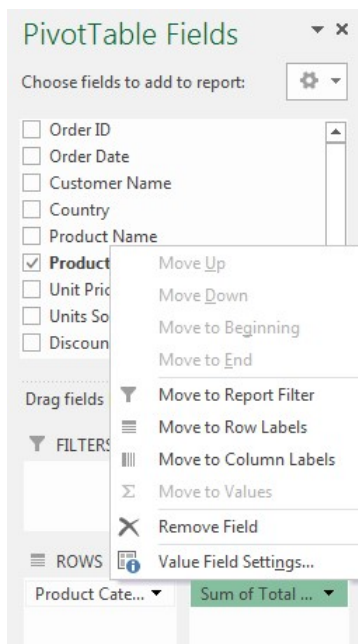 PivotTable Fields
Choose fields to add to report:
Order ID
Order Date
Customer Name
Country
Product Name
Product
Unit Pric
Units So
Discoun
Move Up
Move Down
Move to Beginning
Move to End
Move to Report Filter
Move to Row Labels
Move to Column Labels
Σ Move to Values
Remove Field
Value Field Settings...
Drag fields
FILTERS
ROWS
Product Cate...
Sum of Total ...